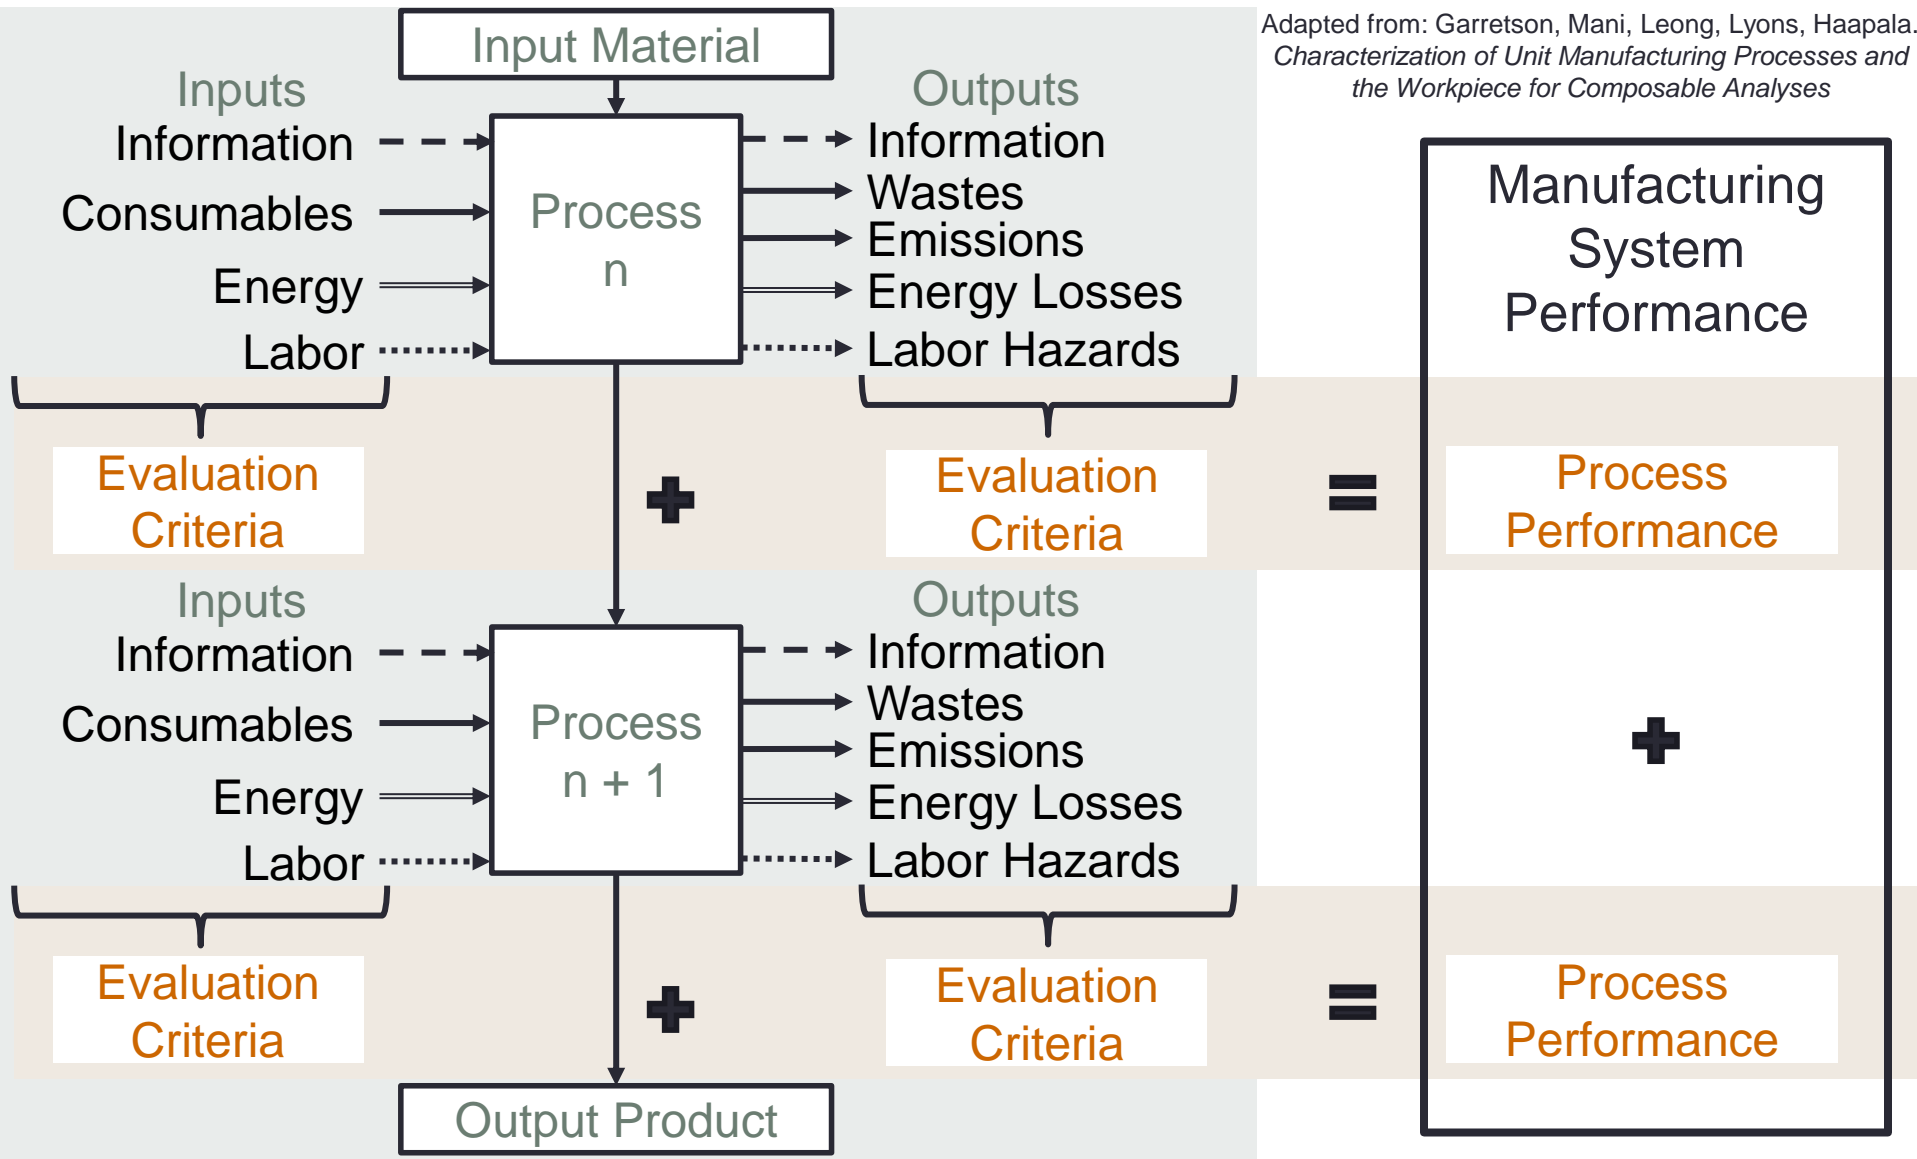 Input Material
Adapted from: Garretson, Mani, Leong, Lyons, Haapala.
Characterization of Unit Manufacturing Processes and
the Workpiece for Composable Analyses
Inputs
Information
Consumables
Energy
Labor
Process
n
Outputs
Information
Wastes
Emissions
Energy Losses
Labor Hazards
Manufacturing
System
Performance
Evaluation
Criteria
+
Evaluation
Criteria
=
Process
Performance
Inputs
Information
Consumables
Energy
Labor
Process
n + 1
Outputs
Information
Wastes
Emissions
Energy Losses
Labor Hazards
+
Evaluation
Criteria
+
Evaluation
Criteria
=
Process
Performance
Output Product